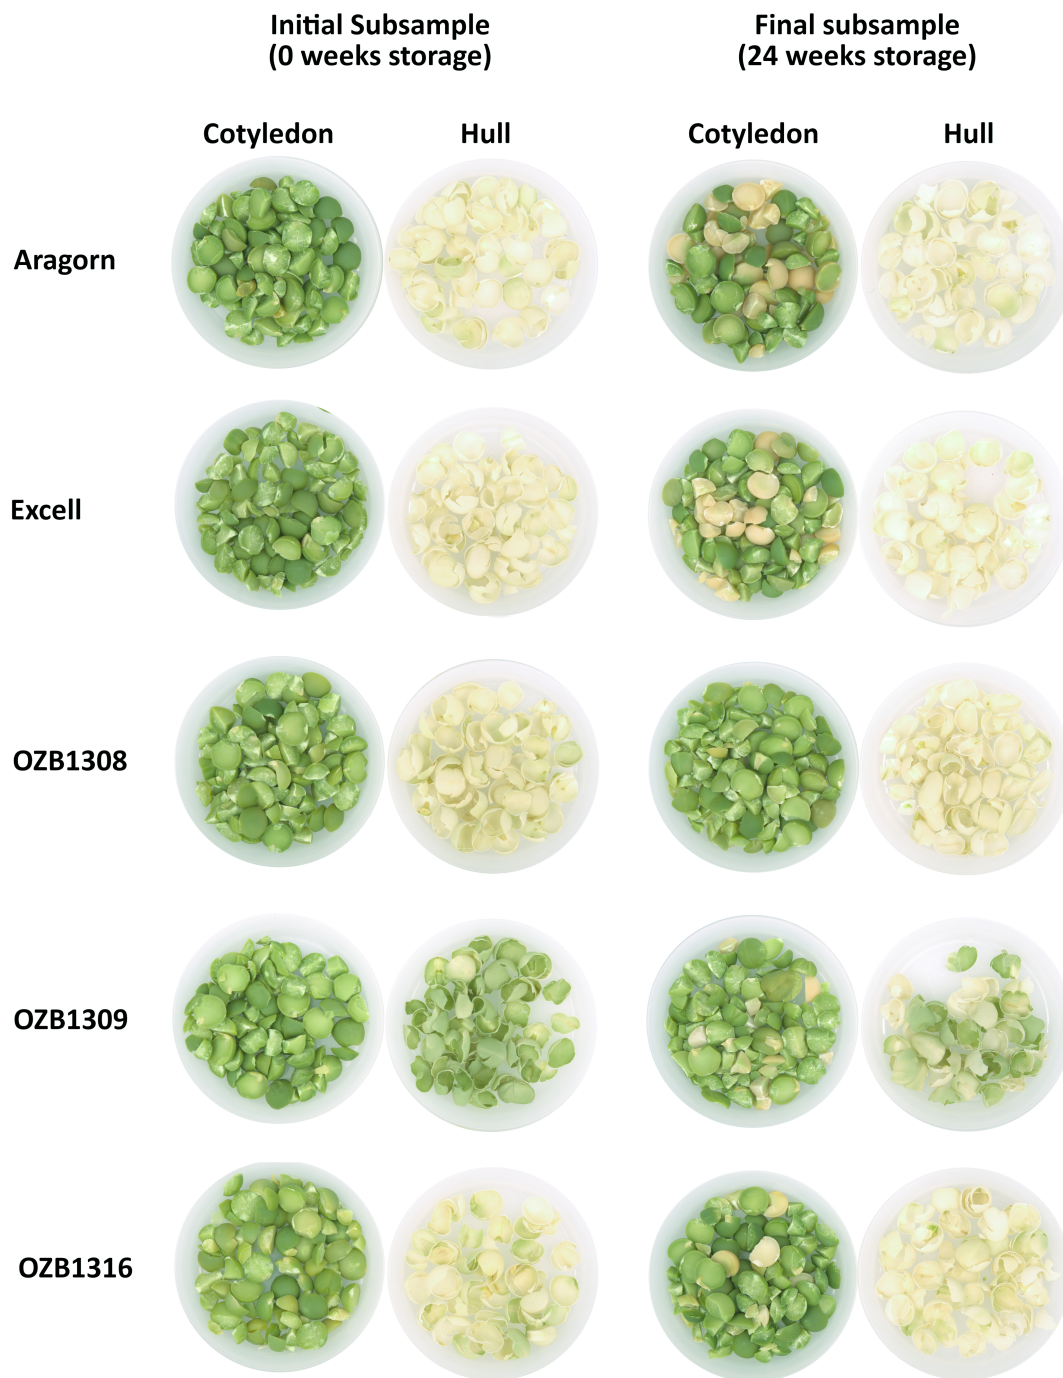 Initial Subsample
(0 weeks storage)
Final subsample
(24 weeks storage)
Cotyledon
Hull
Cotyledon
Hull
Aragorn
Excell
OZB1308
OZB1309
OZB1316